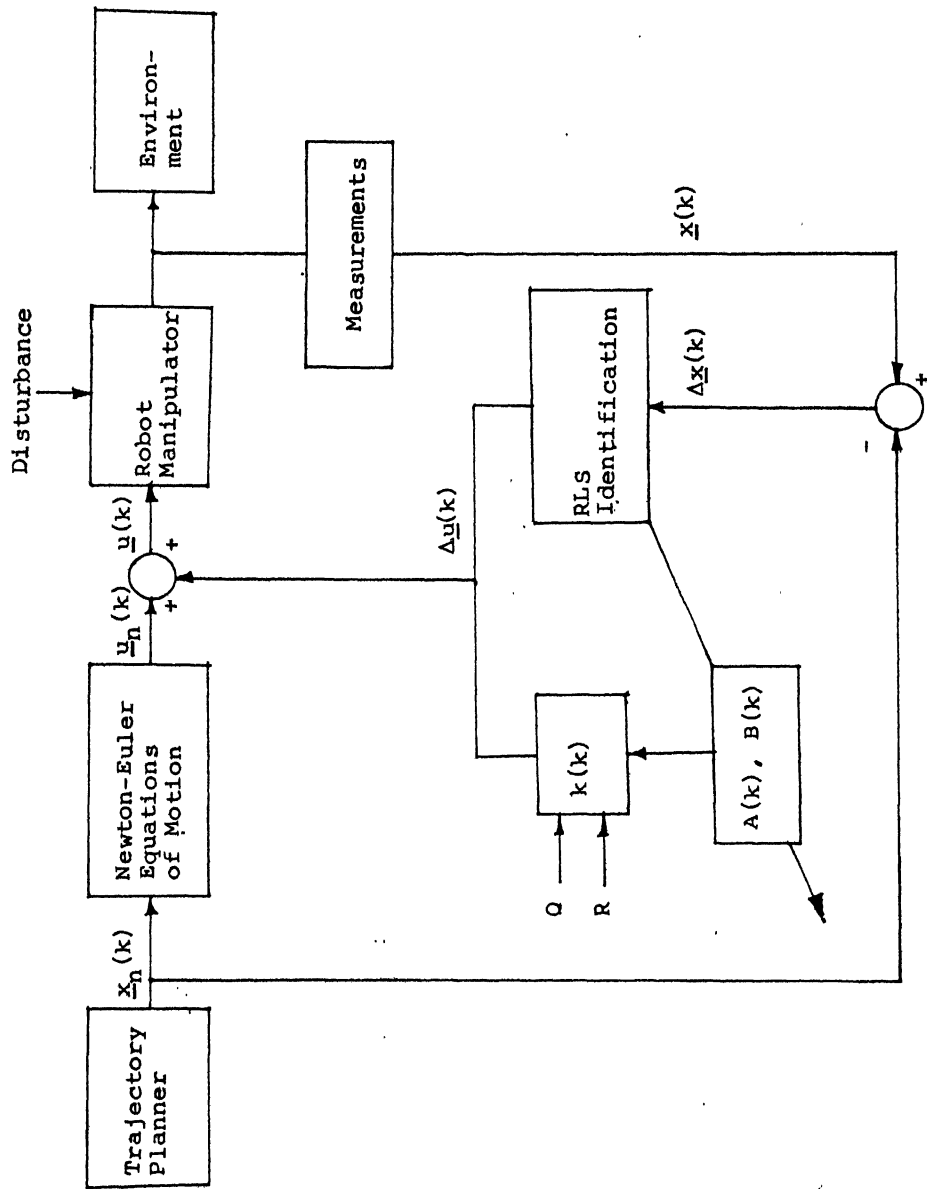 Disturbance
Trajectory
Planner
x_n(k)
Newton-Euler
Equations
of Motion
u_n(k)
+
+
u(k)
Robot
Manipulator
Environ-
ment
Measurements
Δu(k)
Q
R
k(k)
RLS
Identification
A(k), B(k)
Δx(k)
x(k)
-
+